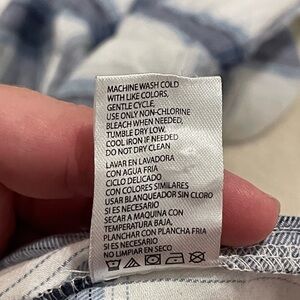 MACHINE WASH COLD
WITH LIKE COLORS,
GENTLE CYCLE,
USE ONLY NON-CHLORINE
BLEACH WHEN NEEDED,
TUMBLE DRY LOW,
COOL IRON IF NEEDED
DO NOT DRY CLEAN
LAVAR EN LAVADORA
CON AGUA FRIA
CICLO DELICADO
CON COLORES SIMILARES
USAR BLANQUEADOR SIN CLORO
SI ES NECESARIO
SECAR A MAQUINA CON
TEMPERATURA BAJA,
PLANCHAR CON PLANCHA FRIA
SI ES NECESARIO
NO LIMPIAR EN SECO